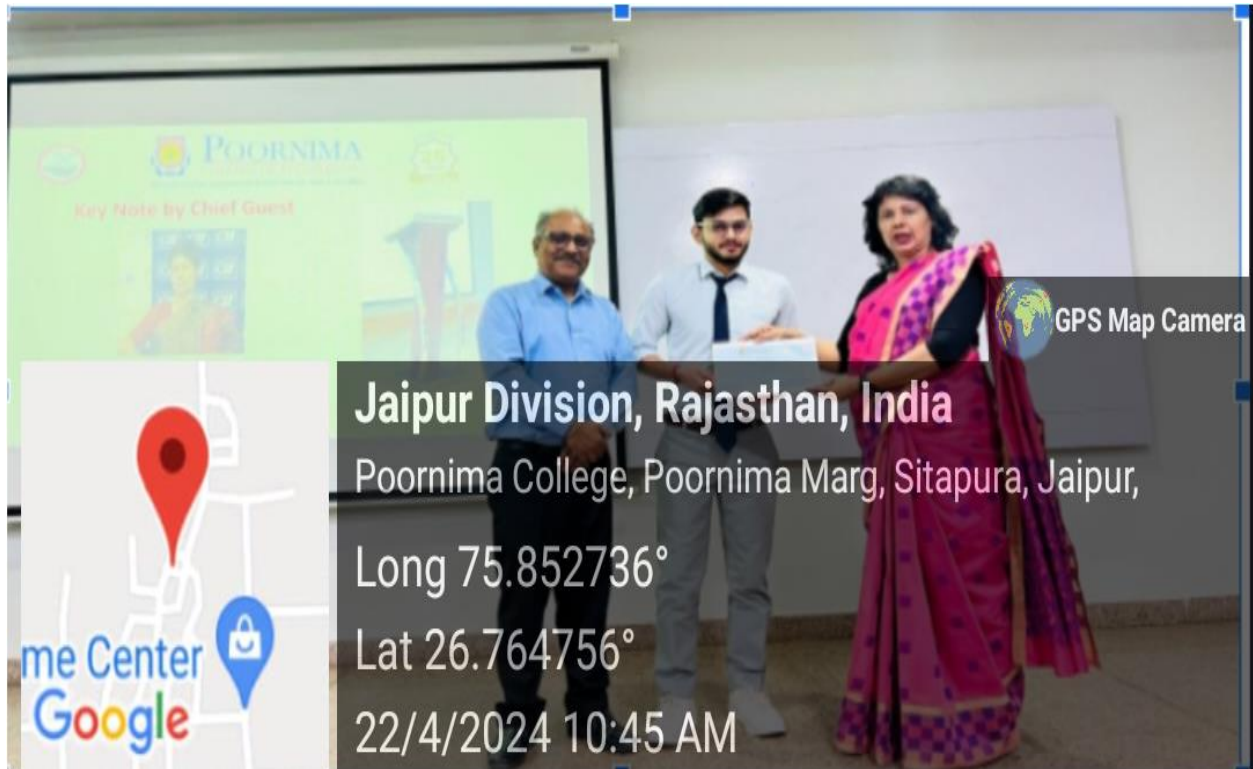 POORNIMA
Key Note by Chief Guest
GPS Map Camera
Jaipur Division, Rajasthan, India
Poornima College, Poornima Marg, Sitapura, Jaipur,
Long 75.852736°
Lat 26.764756°
22/4/2024 10:45 AM
me Center
Google